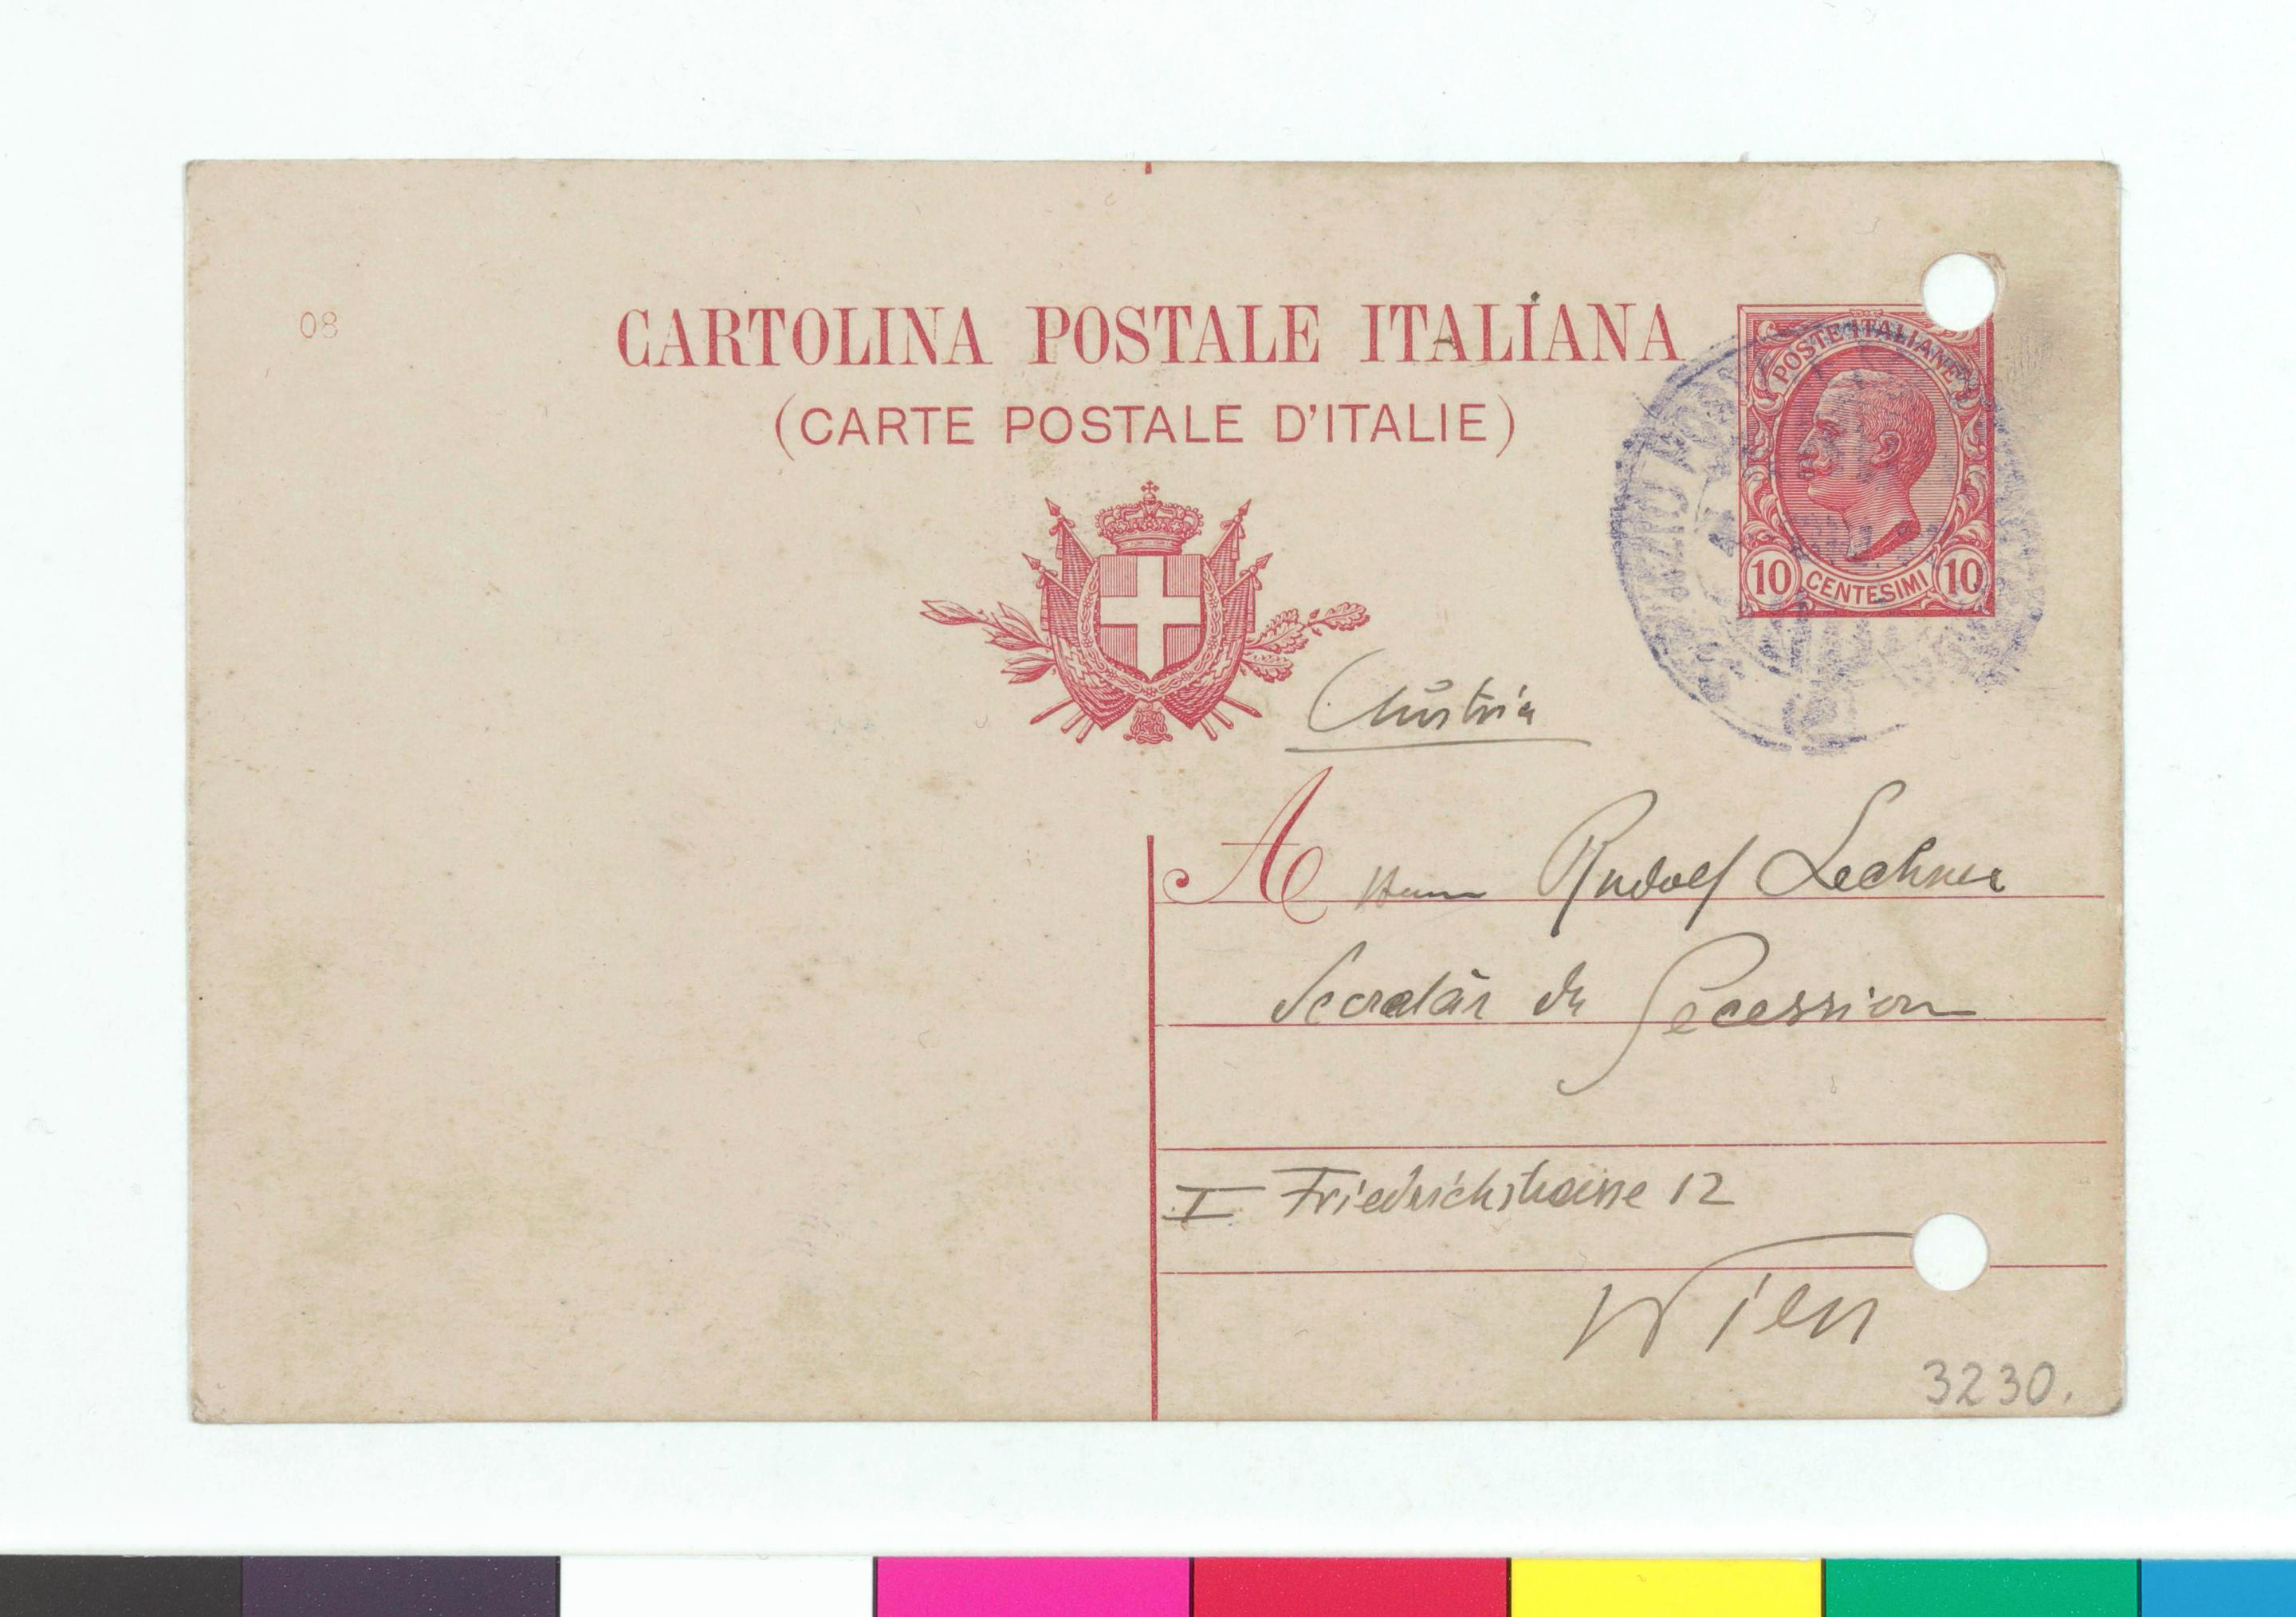 08
CARTOLINA POSTALE ITALIANA
(CARTE POSTALE D'ITALIE)
POSTE ITALIANE
10 CENTESIMI 10
Austria
A Herrn Rudolf Lechner
Secretär der Secession
I Friedrichstrasse 12
Wien
3230.